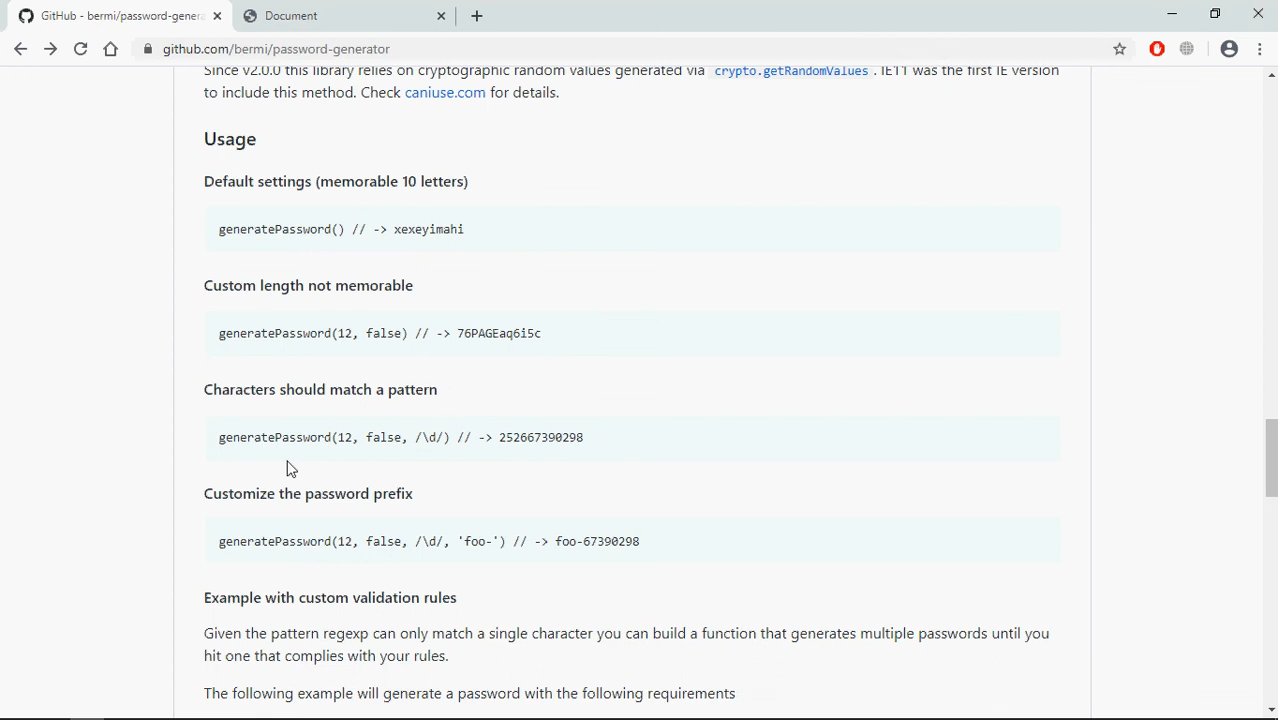 GitHub - bermi/password-genera
Document
github.com/bermi/password-generator
Since v2.0.0 this library relies on cryptographic random values generated via crypto.getRandomValues . IE11 was the first IE version
to include this method. Check caniuse.com for details.
Usage
Default settings (memorable 10 letters)
generatePassword() // -> xexeyimahi
Custom length not memorable
generatePassword(12, false) // -> 76PAGEaq6i5c
Characters should match a pattern
generatePassword(12, false, /\d/) // -> 252667390298
Customize the password prefix
generatePassword(12, false, /\d/, 'foo-') // -> foo-67390298
Example with custom validation rules
Given the pattern regexp can only match a single character you can build a function that generates multiple passwords until you
hit one that complies with your rules.
The following example will generate a password with the following requirements